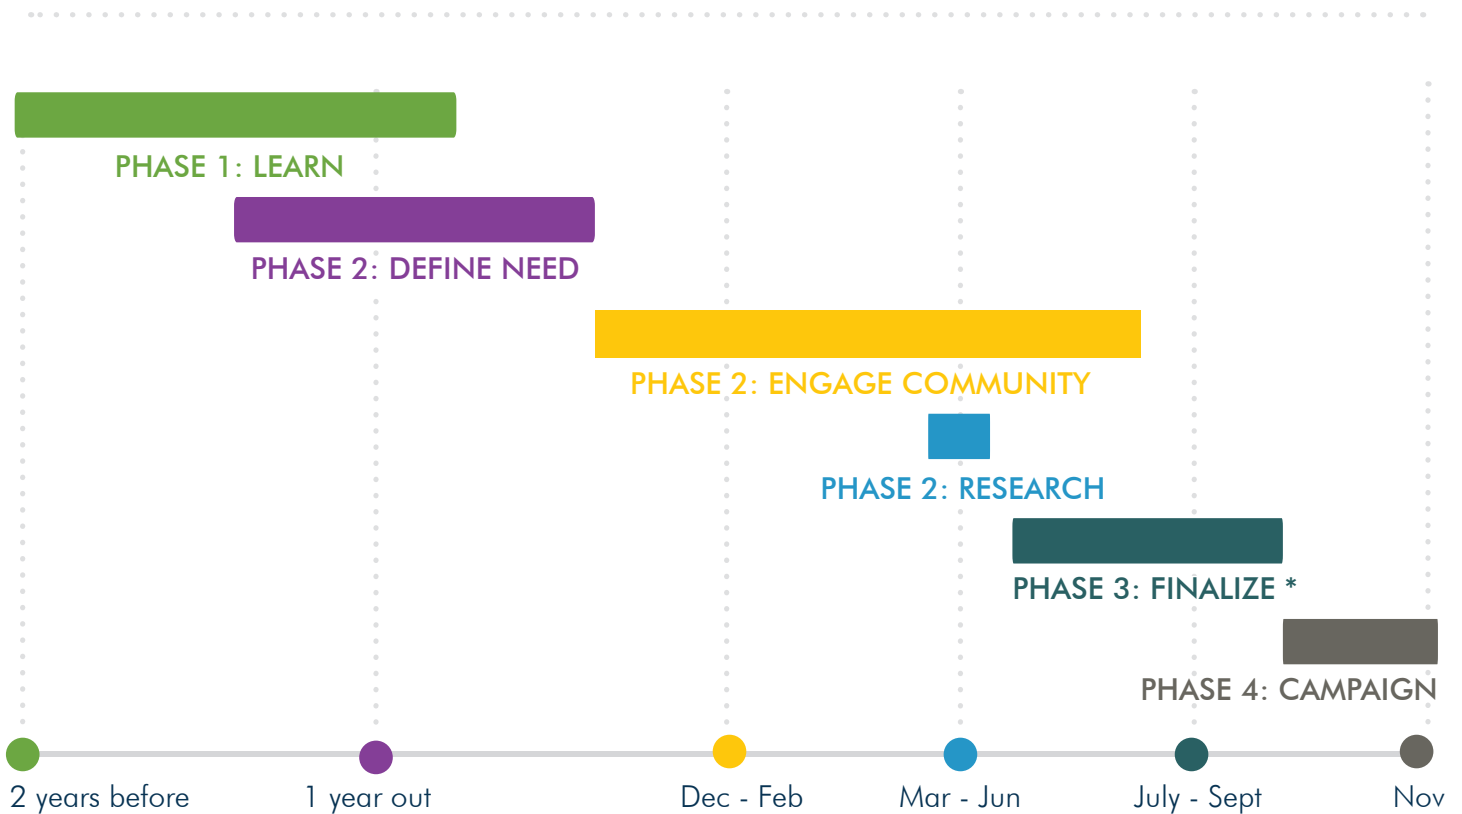 PHASE 1: LEARN
PHASE 2: DEFINE NEED
PHASE 2: ENGAGE COMMUNITY
PHASE 2: RESEARCH
PHASE 3: FINALIZE *
PHASE 4: CAMPAIGN
2 years before
1 year out
Dec - Feb
Mar - Jun
July - Sept
Nov